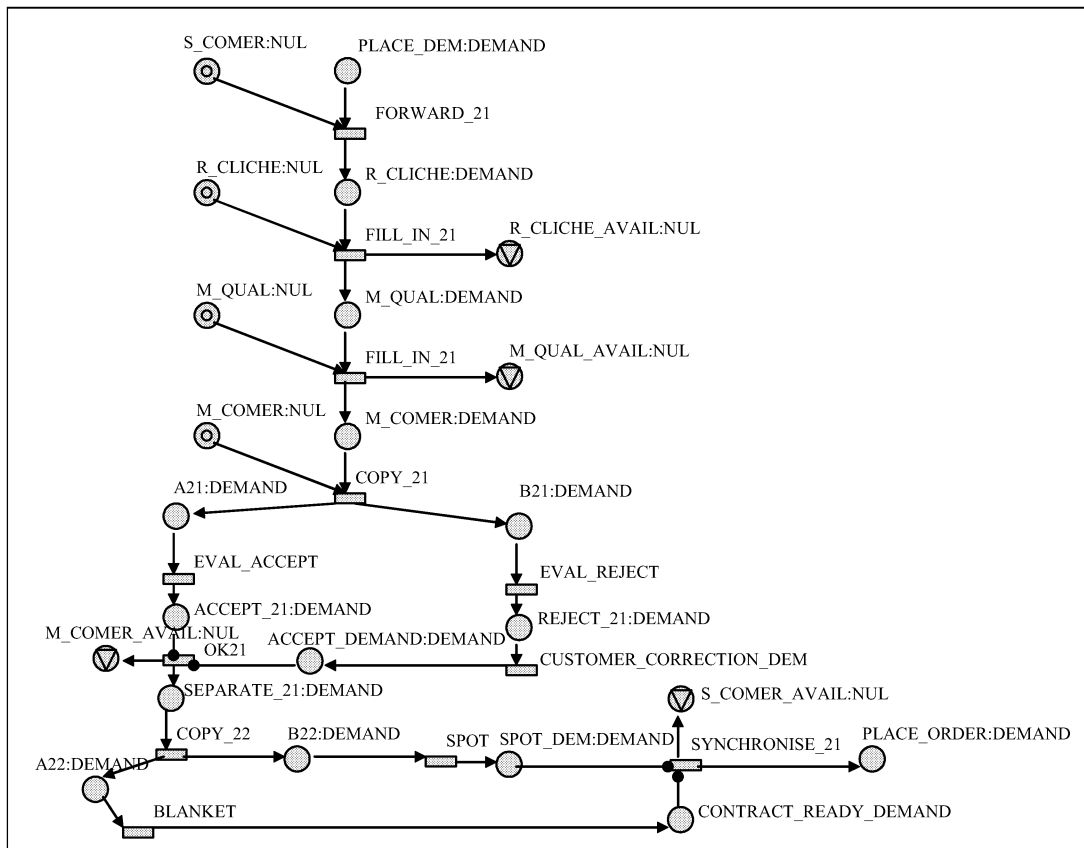 S_COMER:NUL
PLACE_DEM:DEMAND
FORWARD_21
R_CLICHE:NUL
R_CLICHE:DEMAND
FILL_IN_21
R_CLICHE_AVAIL:NUL
M_QUAL:NUL
M_QUAL:DEMAND
FILL_IN_21
M_QUAL_AVAIL:NUL
M_COMER:NUL
M_COMER:DEMAND
COPY_21
A21:DEMAND
B21:DEMAND
EVAL_ACCEPT
EVAL_REJECT
ACCEPT_21:DEMAND
REJECT_21:DEMAND
M_COMER_AVAIL:NUL
OK21
ACCEPT_DEMAND:DEMAND
CUSTOMER_CORRECTION_DEM
SEPARATE_21:DEMAND
S_COMER_AVAIL:NUL
COPY_22
B22:DEMAND
SPOT
SPOT_DEM:DEMAND
SYNCHRONISE_21
PLACE_ORDER:DEMAND
A22:DEMAND
BLANKET
CONTRACT_READY_DEMAND